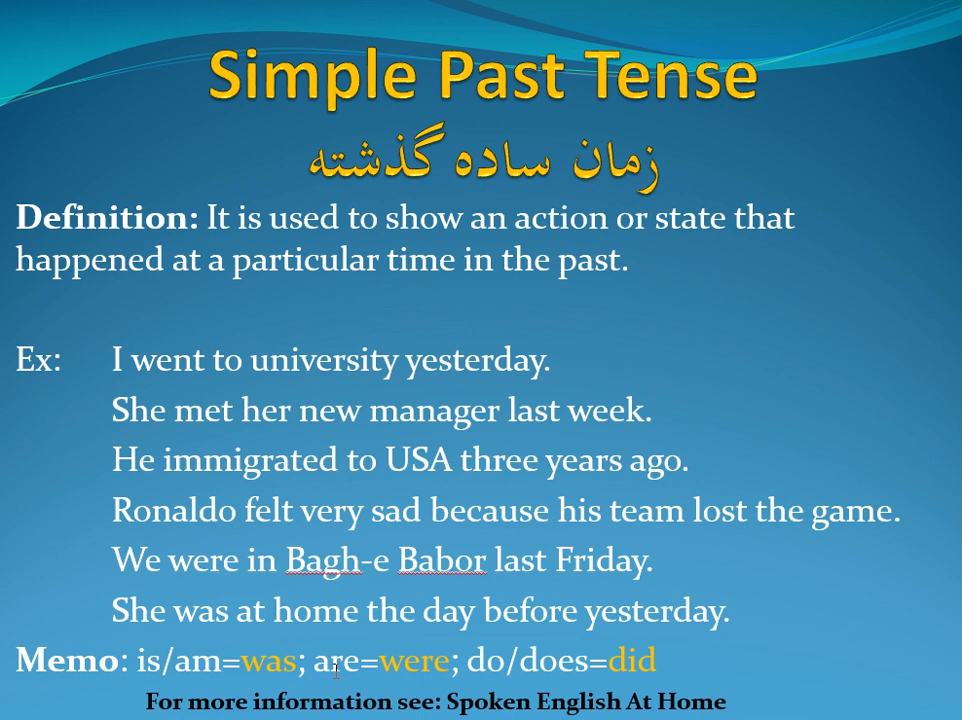 Simple Past Tense
زمان ساده گذشته
Definition: It is used to show an action or state that
happened at a particular time in the past.
Ex: I went to university yesterday.
She met her new manager last week.
He immigrated to USA three years ago.
Ronaldo felt very sad because his team lost the game.
We were in Bagh-e Babor last Friday.
She was at home the day before yesterday.
Memo: is/am=was; are=were; do/does=did
For more information see: Spoken English At Home